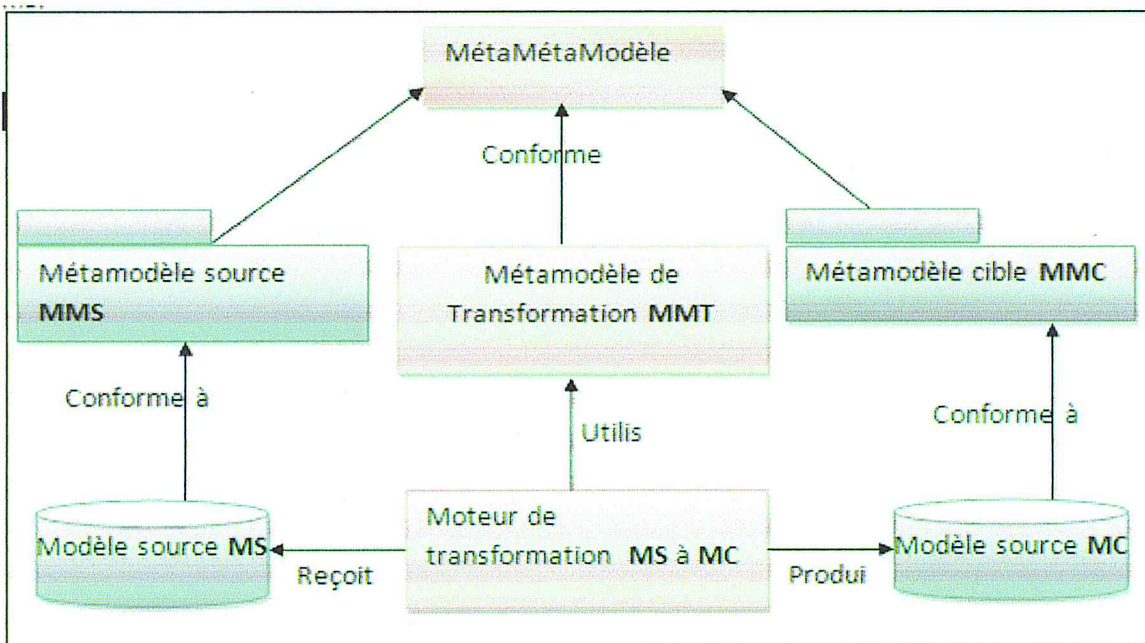 MétaMétaModèle
Conforme
Métamodèle source
MMS
Métamodèle de
Transformation MMT
Métamodèle cible MMC
Conforme à
Utilis
Conforme à
Modèle source MS
Moteur de
transformation MS à MC
Modèle source MC
Reçoit
Produi